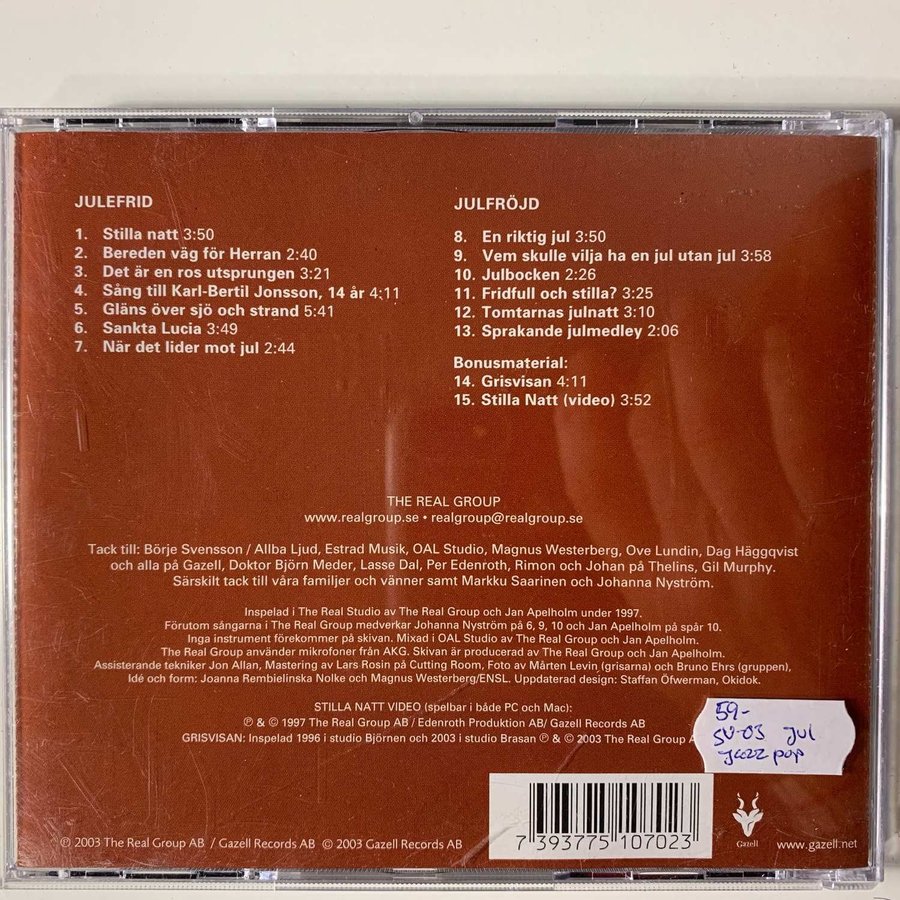 JULEFRID
1. Stilla natt 3:50
2. Bereden väg för Herran 2:40
3. Det är en ros utsprungen 3:21
4. Sång till Karl-Bertil Jonsson, 14 år 4:11
5. Gläns över sjö och strand 5:41
6. Sankta Lucia 3:49
7. När det lider mot jul 2:44
JULFRÖJD
8. En riktig jul 3:50
9. Vem skulle vilja ha en jul utan jul 3:58
10. Julbocken 2:26
11. Fridfull och stilla? 3:25
12. Tomtarnas julnatt 3:10
13. Sprakande julmedley 2:06
Bonusmaterial:
14. Grisvisan 4:11
15. Stilla Natt (video) 3:52
THE REAL GROUP
www.realgroup.se • realgroup@realgroup.se
Tack till: Börje Svensson / Allba Ljud, Estrad Musik, OAL Studio, Magnus Westerberg, Ove Lundin, Dag Häggqvist
och alla på Gazell, Doktor Björn Meder, Lasse Dal, Per Edenroth, Rimon och Johan på Thelins, Gil Murphy.
Särskilt tack till våra familjer och vänner samt Markku Saarinen och Johanna Nyström.
Inspelad i The Real Studio av The Real Group och Jan Apelholm under 1997.
Förutom sångarna i The Real Group medverkar Johanna Nyström på 6, 9, 10 och Jan Apelholm på spår 10.
Inga instrument förekommer på skivan. Mixad i OAL Studio av The Real Group och Jan Apelholm.
The Real Group använder mikrofoner från AKG. Skivan är producerad av The Real Group och Jan Apelholm.
Assisterande tekniker Jon Allan, Mastering av Lars Rosin på Cutting Room, Foto av Mårten Levin (grisarna) och Bruno Ehrs (gruppen),
Idé och form: Joanna Rembielinska Nolke och Magnus Westerberg/ENSL. Uppdaterad design: Staffan Öfwerman, Okidok.
STILLA NATT VIDEO (spelbar i både PC och Mac):
℗ & © 1997 The Real Group AB / Edenroth Produktion AB/ Gazell Records AB
GRISVISAN: Inspelad 1996 i studio Björnen och 2003 i studio Brasan ℗ & © 2003 The Real Group A
59-
SV-03 jul
jazz pop
7 393775 107023
Gazell
℗ 2003 The Real Group AB / Gazell Records AB © 2003 Gazell Records AB
www.gazell.net